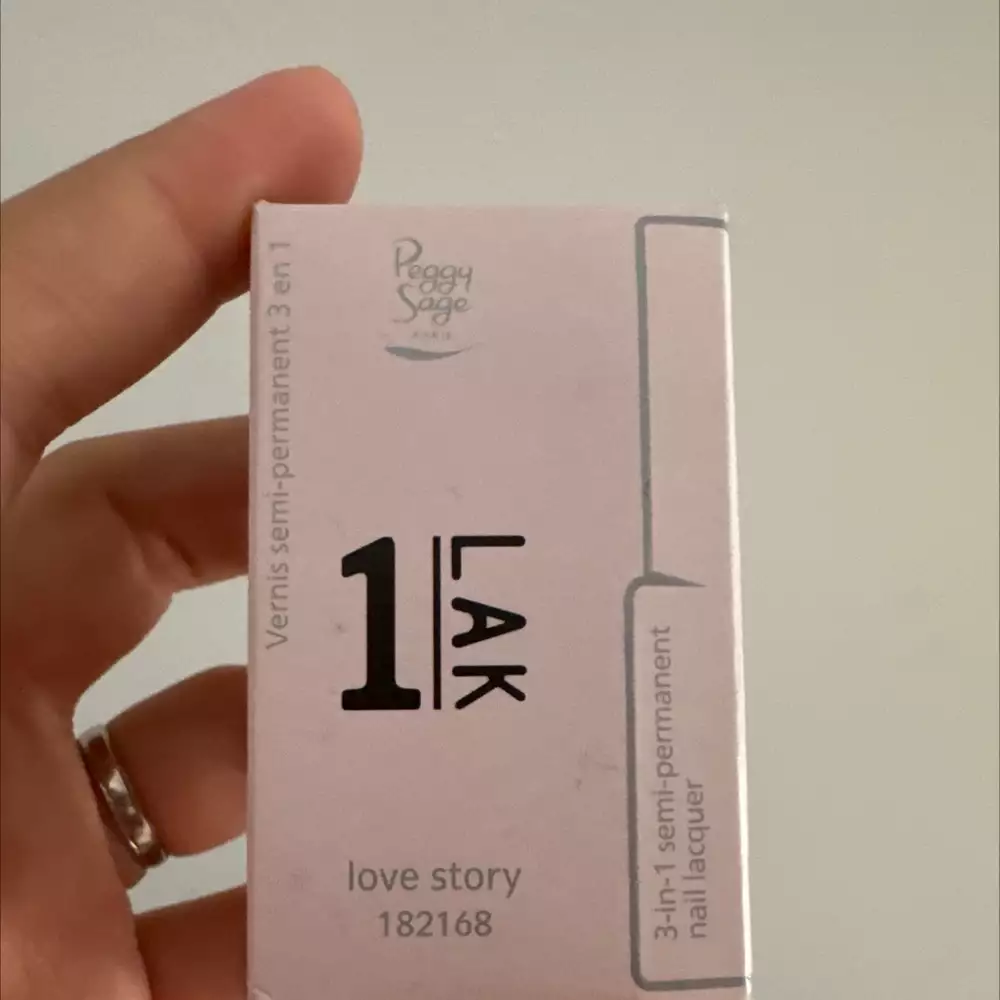 Peggy
Sage
PARIS
Vernis semi-permanent 3 en 1
1
LAK
love story
182168
3-in-1 semi-permanent
nail lacquer